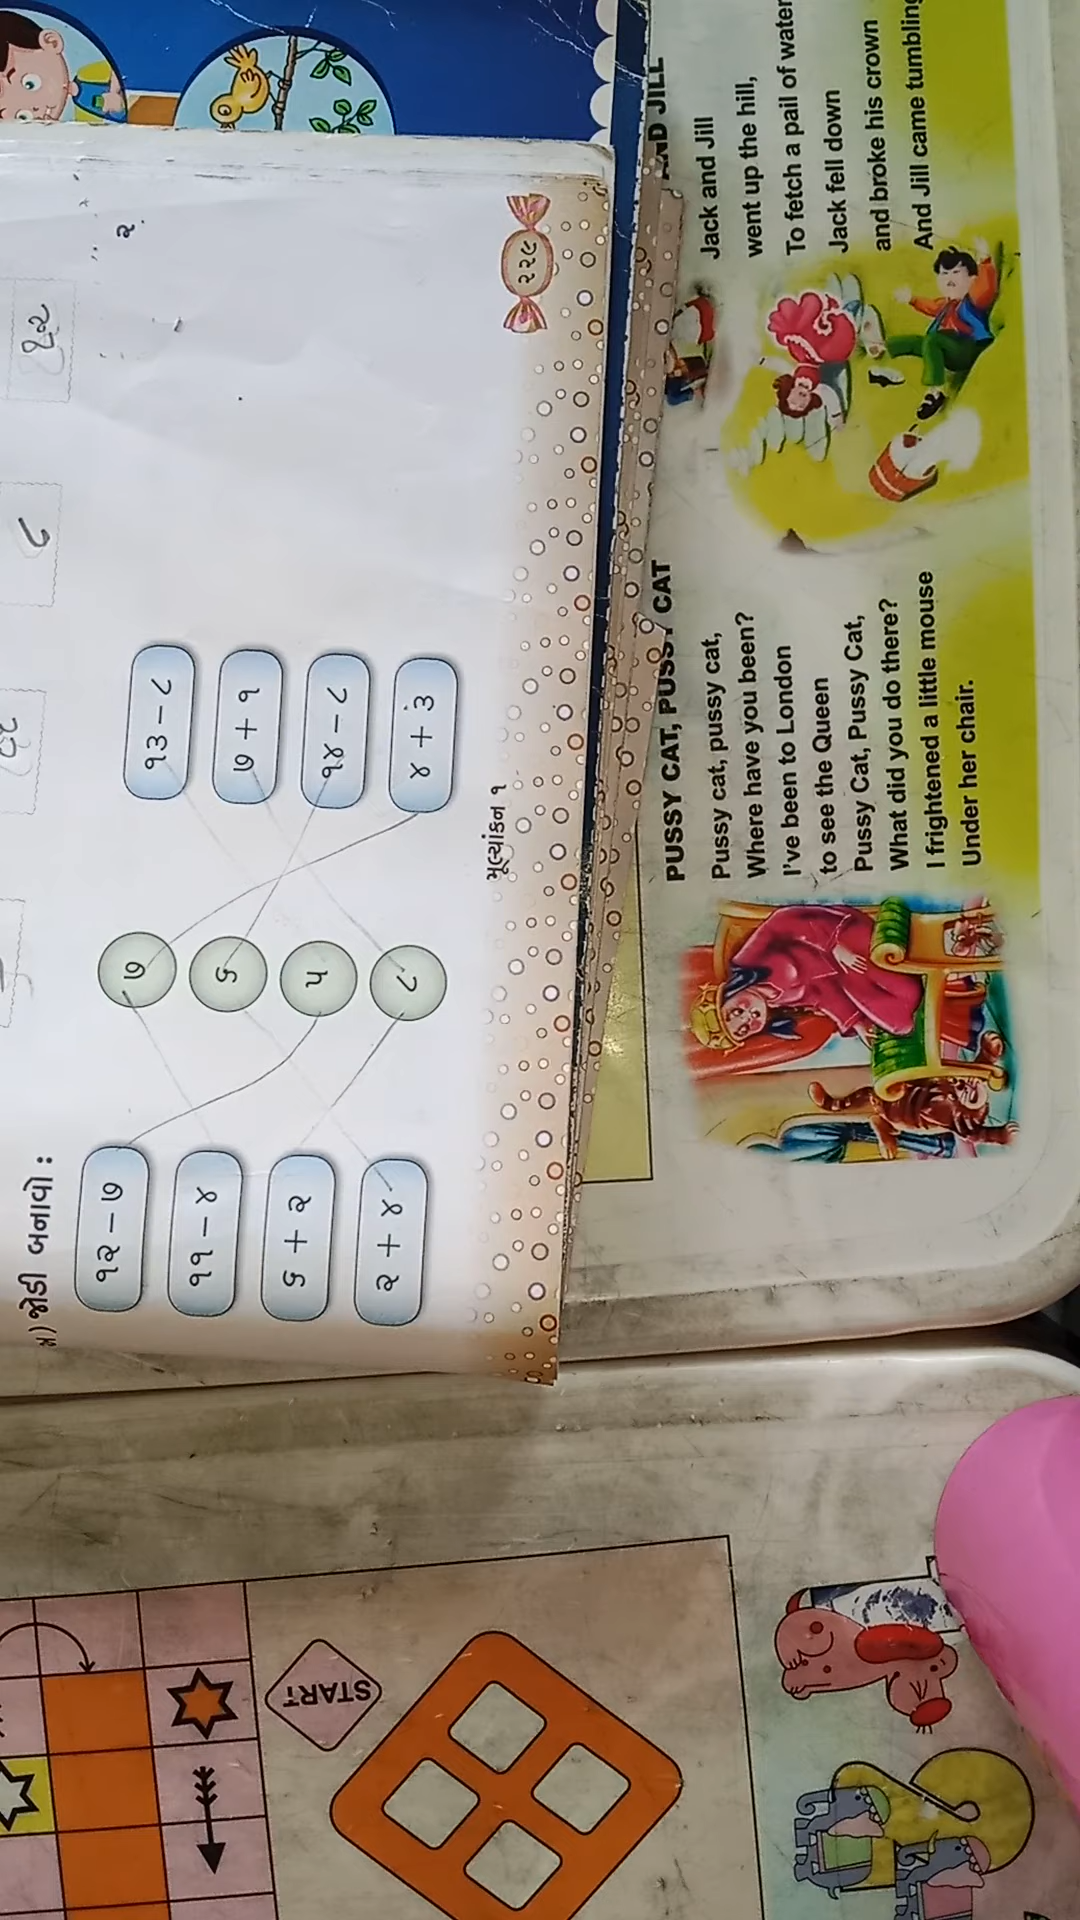 બ) જોડી બનાવો :
૧૨ – ૭
૭
૧૩ – ૮
૧૧ – ૪
૬
૭ + ૧
૬ + ૨
૫
૧૪ – ૮
૨ + ૪
૮
૪ + ૩
મૂલ્યાંકન ૧
૨૨૯
PUSSY CAT, PUSSY CAT
Pussy cat, pussy cat,
Where have you been?
I've been to London
to see the Queen
Pussy Cat, Pussy Cat,
What did you do there?
I frightened a little mouse
Under her chair.
AND JILL
Jack and Jill
went up the hill,
To fetch a pail of water
Jack fell down
and broke his crown
And Jill came tumbling
START